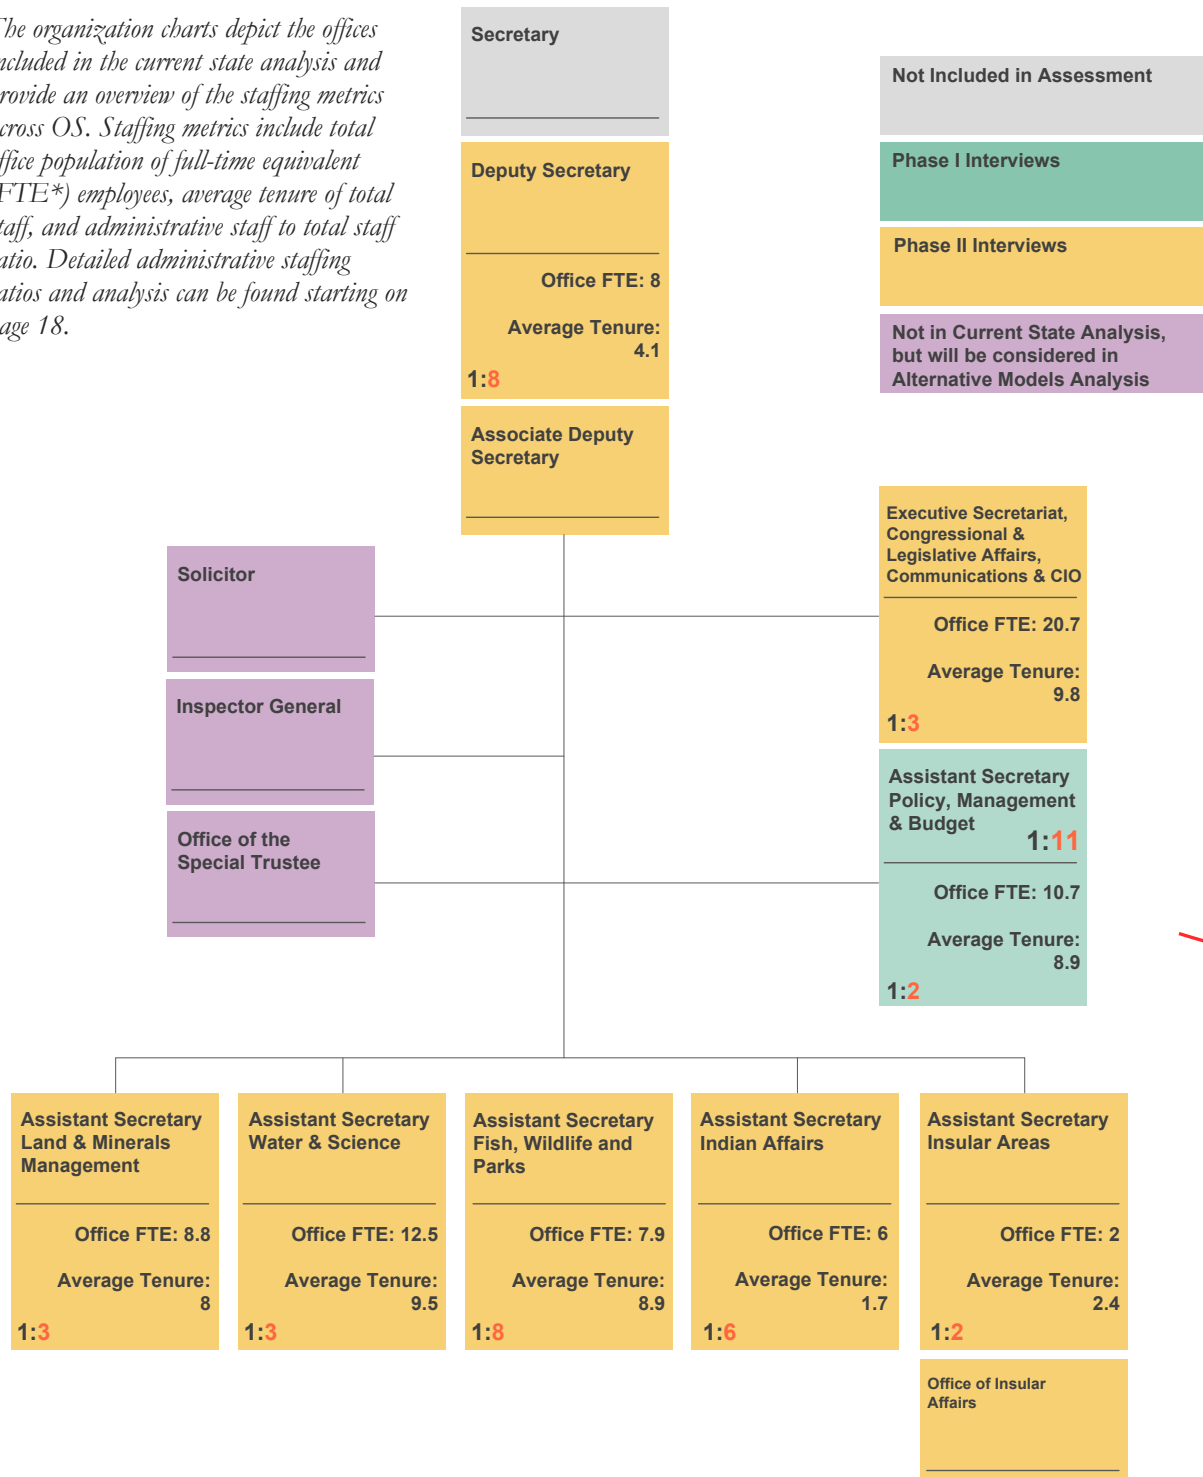 The organization charts depict the offices
included in the current state analysis and
provide an overview of the staffing metrics
across OS. Staffing metrics include total
office population of full-time equivalent
(FTE*) employees, average tenure of total
staff, and administrative staff to total staff
ratio. Detailed administrative staffing
ratios and analysis can be found starting on
page 18.
Secretary
Deputy Secretary
Office FTE: 8
Average Tenure:
4.1
1:8
Associate Deputy
Secretary
Not Included in Assessment
Phase I Interviews
Phase II Interviews
Not in Current State Analysis,
but will be considered in
Alternative Models Analysis
Solicitor
Inspector General
Office of the
Special Trustee
Executive Secretariat,
Congressional &
Legislative Affairs,
Communications & CIO
Office FTE: 20.7
Average Tenure:
9.8
1:3
Assistant Secretary
Policy, Management
& Budget
1:11
Office FTE: 10.7
Average Tenure:
8.9
1:2
Assistant Secretary
Land & Minerals
Management
Office FTE: 8.8
Average Tenure:
8
1:3
Assistant Secretary
Water & Science
Office FTE: 12.5
Average Tenure:
9.5
1:3
Assistant Secretary
Fish, Wildlife and
Parks
Office FTE: 7.9
Average Tenure:
8.9
1:8
Assistant Secretary
Indian Affairs
Office FTE: 6
Average Tenure:
1.7
1:6
Assistant Secretary
Insular Areas
Office FTE: 2
Average Tenure:
2.4
1:2
Office of Insular
Affairs